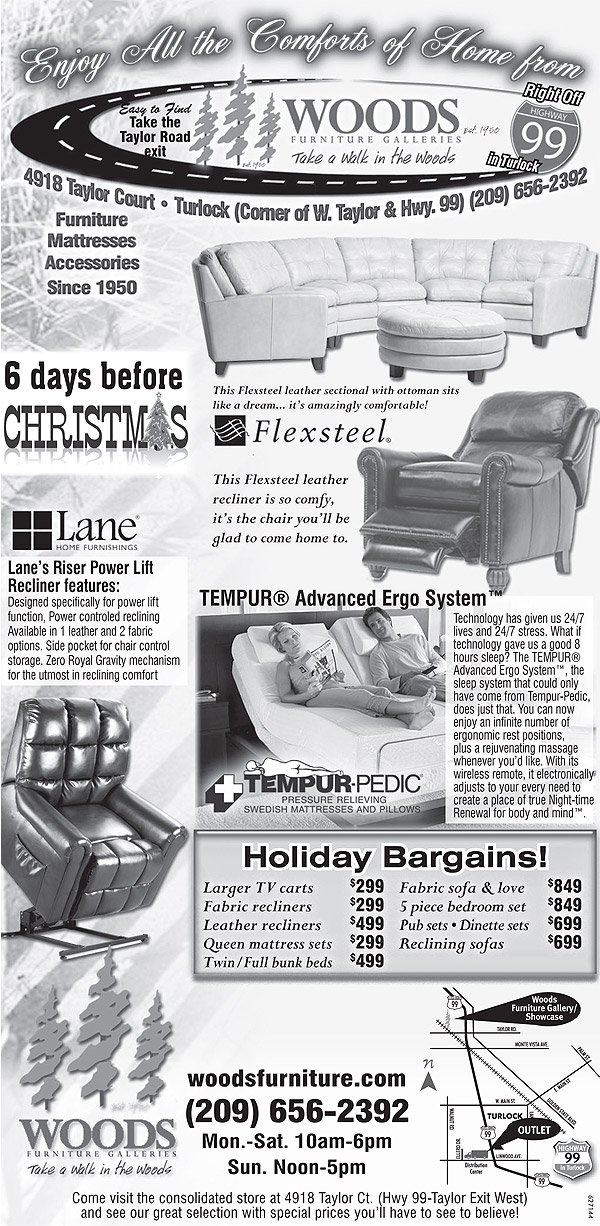 Enjoy All the Comforts of Home from
Easy to Find
Take the
Taylor Road
exit
est. 1950
WOODS
est. 1950
FURNITURE GALLERIES
Take a Walk in the Woods
Right Off
HIGHWAY
99
in Turlock
4918 Taylor Court • Turlock (Corner of W. Taylor & Hwy. 99) (209) 656-2392
Furniture
Mattresses
Accessories
Since 1950
6 days before
CHRISTMAS
This Flexsteel leather sectional with ottoman sits
like a dream... it's amazingly comfortable!
Flexsteel®
This Flexsteel leather
recliner is so comfy,
it's the chair you'll be
glad to come home to.
Lane®
HOME FURNISHINGS
Lane's Riser Power Lift
Recliner features:
Designed specifically for power lift
function, Power controled reclining
Available in 1 leather and 2 fabric
options. Side pocket for chair control
storage. Zero Royal Gravity mechanism
for the utmost in reclining comfort
TEMPUR® Advanced Ergo System™
Technology has given us 24/7
lives and 24/7 stress. What if
technology gave us a good 8
hours sleep? The TEMPUR®
Advanced Ergo System™, the
sleep system that could only
have come from Tempur-Pedic,
does just that. You can now
enjoy an infinite number of
ergonomic rest positions,
plus a rejuvenating massage
whenever you'd like. With its
wireless remote, it electronically
adjusts to your every need to
create a place of true Night-time
Renewal for body and mind™.
TEMPUR-PEDIC®
PRESSURE RELIEVING
SWEDISH MATTRESSES AND PILLOWS
Holiday Bargains!
Larger TV carts $299
Fabric recliners $299
Leather recliners $499
Queen mattress sets $299
Twin/Full bunk beds $499
Fabric sofa & love $849
5 piece bedroom set $849
Pub sets • Dinette sets $699
Reclining sofas $699
WOODS
FURNITURE GALLERIES
Take a Walk in the Woods
woodsfurniture.com
(209) 656-2392
Mon.-Sat. 10am-6pm
Sun. Noon-5pm
99
Woods
Furniture Gallery/
Showcase
TAYLOR RD.
MONTE VISTA AVE.
n
PALM ST.
E. MAIN ST.
GOLDEN STATE BLVD.
W. MAIN ST.
WALNUT RD.
TURLOCK
99
OUTLET
TEGNER RD.
LINWOOD AVE.
Distribution
Center
99
HIGHWAY
99
in Turlock
Come visit the consolidated store at 4918 Taylor Ct. (Hwy 99-Taylor Exit West)
and see our great selection with special prices you'll have to see to believe!
627144